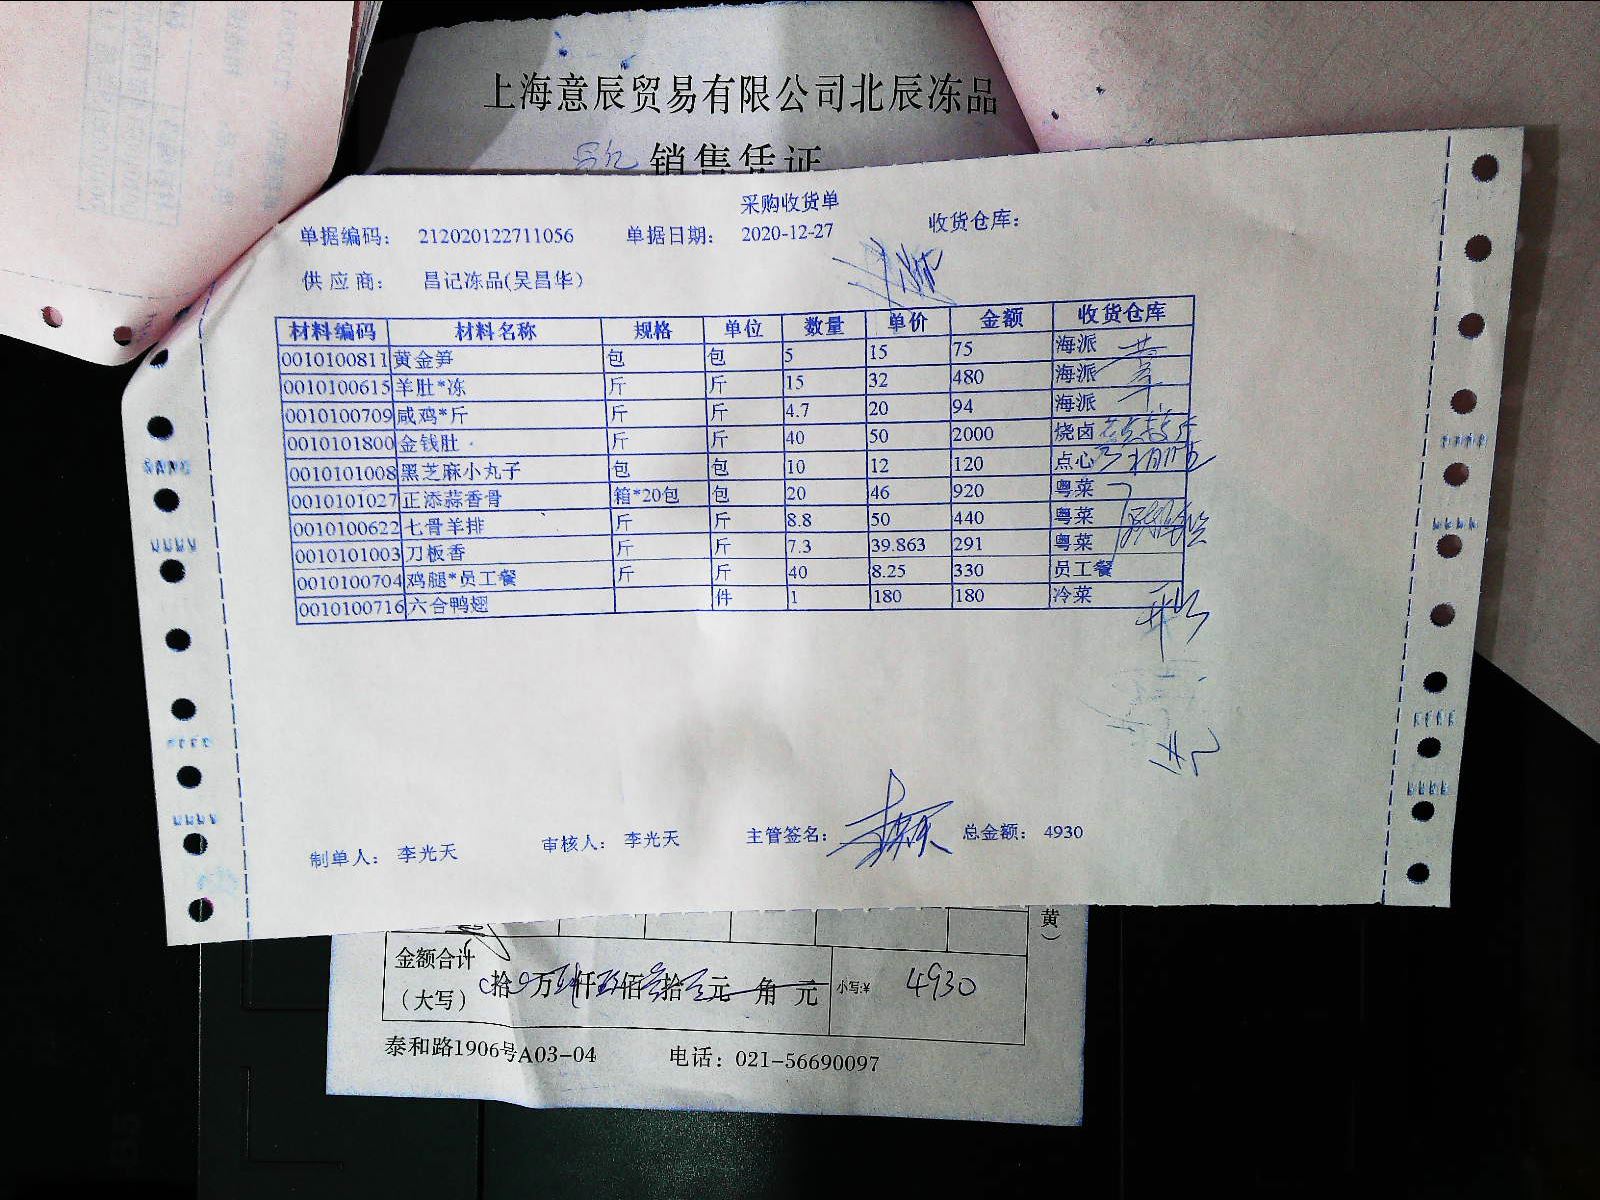 上海意辰贸易有限公司北辰冻品
销售凭证
采购收货单
单据编码： 212020122711056 单据日期： 2020-12-27 收货仓库：
供应商： 昌记冻品(吴昌华)
材料编码 材料名称 规格 单位 数量 单价 金额 收货仓库
0010100811 黄金笋 包 包 5 15 75 海派
0010100615 羊肚*冻 斤 斤 15 32 480 海派
0010100709 咸鸡*斤 斤 斤 4.7 20 94 海派
0010101800 金钱肚 斤 斤 40 50 2000 烧卤
0010101008 黑芝麻小丸子 包 包 10 12 120 点心
0010101027 正添蒜香骨 箱*20包 包 20 46 920 粤菜
0010100622 七骨羊排 斤 斤 8.8 50 440 粤菜
0010101003 刀板香 斤 斤 7.3 39.863 291 粤菜
0010100704 鸡腿*员工餐 斤 斤 40 8.25 330 员工餐
0010100716 六合鸭翅 件 1 180 180 冷菜
制单人： 李光天 审核人： 李光天 主管签名： 总金额： 4930
黄）
金额合计
（大写） 拾 万 仟 佰 拾 元 角 元 小写:¥ 4930
泰和路1906号A03-04 电话：021-56690097